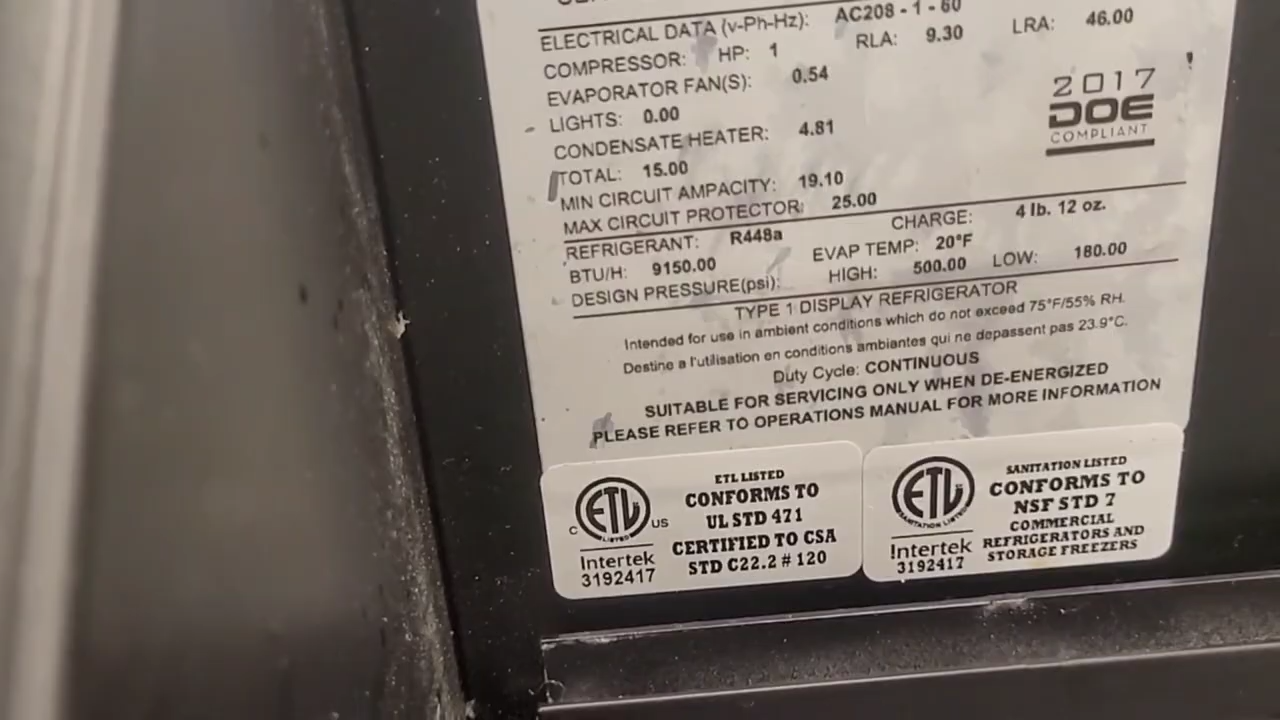 ELECTRICAL DATA (v-Ph-Hz): AC208 - 1 - 60
COMPRESSOR: HP: 1 RLA: 9.30 LRA: 46.00
EVAPORATOR FAN(S): 0.54
LIGHTS: 0.00
CONDENSATE HEATER: 4.81
TOTAL: 15.00
MIN CIRCUIT AMPACITY: 19.10
MAX CIRCUIT PROTECTOR: 25.00
2017
DOE
COMPLIANT
REFRIGERANT: R448a CHARGE: 4 lb. 12 oz.
BTU/H: 9150.00 EVAP TEMP: 20°F
DESIGN PRESSURE(psi): HIGH: 500.00 LOW: 180.00
TYPE 1 DISPLAY REFRIGERATOR
Intended for use in ambient conditions which do not exceed 75°F/55% RH.
Destine a l'utilisation en conditions ambiantes qui ne depassent pas 23.9°C.
Duty Cycle: CONTINUOUS
SUITABLE FOR SERVICING ONLY WHEN DE-ENERGIZED
PLEASE REFER TO OPERATIONS MANUAL FOR MORE INFORMATION
C ETL US
LISTED
Intertek
3192417
ETL LISTED
CONFORMS TO
UL STD 471
CERTIFIED TO CSA
STD C22.2 # 120
ETL
SANITATION LISTED
Intertek
3192417
SANITATION LISTED
CONFORMS TO
NSF STD 7
COMMERCIAL
REFRIGERATORS AND
STORAGE FREEZERS